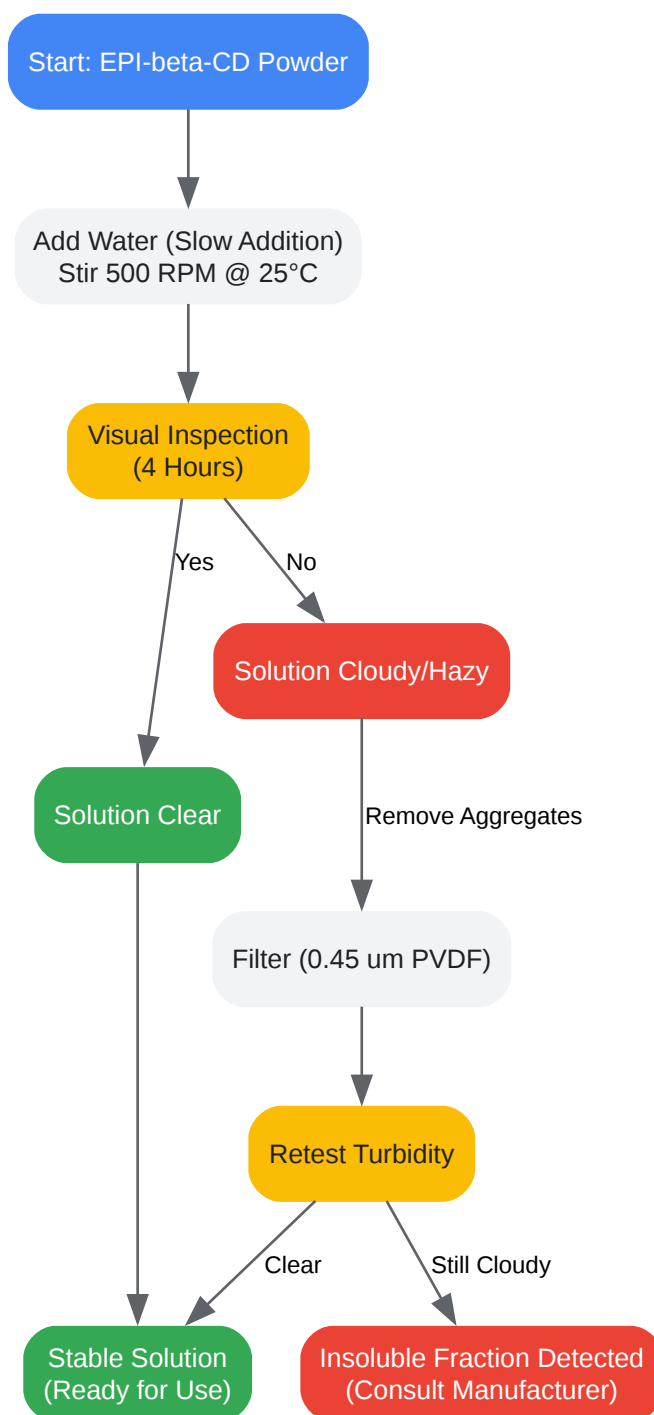 Start: EPI-beta-CD Powder
Add Water (Slow Addition)
Stir 500 RPM @ 25°C
Visual Inspection
(4 Hours)
Yes
No
Solution Cloudy/Hazy
Solution Clear
Remove Aggregates
Filter (0.45 um PVDF)
Retest Turbidity
Clear
Still Cloudy
Stable Solution
(Ready for Use)
Insoluble Fraction Detected
(Consult Manufacturer)